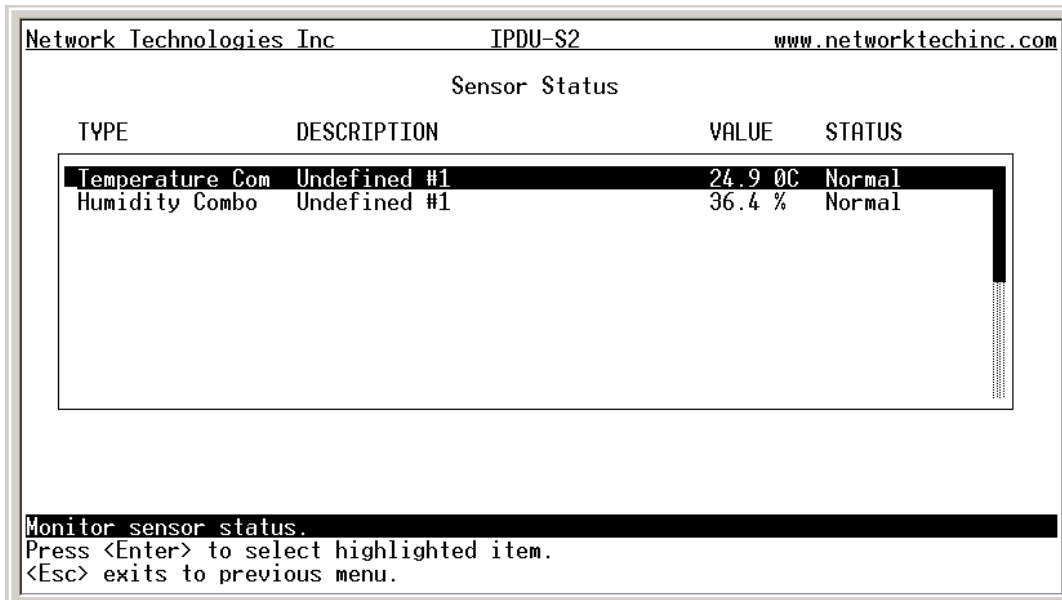 Network Technologies Inc IPDU-S2 www.networktechinc.com
Sensor Status
TYPE DESCRIPTION VALUE STATUS
Temperature Com Undefined #1 24.9 0C Normal
Humidity Combo Undefined #1 36.4 % Normal
Monitor sensor status.
Press <Enter> to select highlighted item.
<Esc> exits to previous menu.